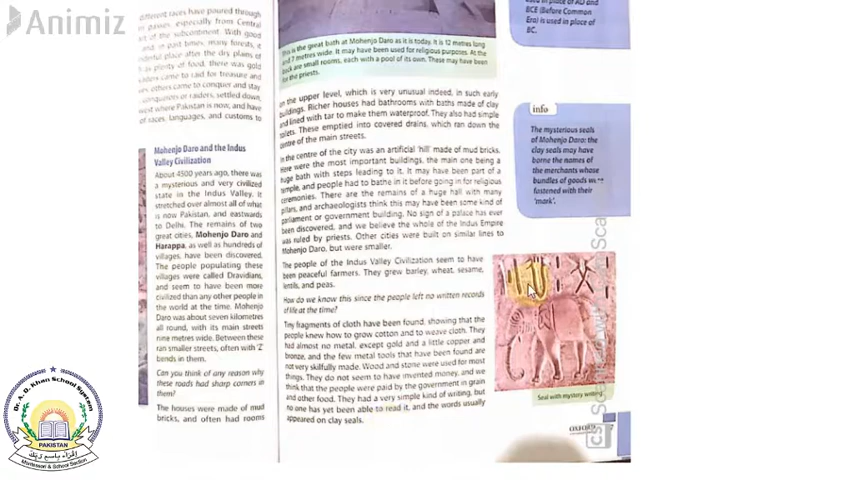 Animiz
different races have poured through
passes, especially from Central
of the subcontinent. With good
and, in past times, many forests, it
place after the dry plains of
plenty of food, there was gold
came to raid for treasure and
others came to conquer and stay
or raiders, settled down,
where Pakistan is now, and have
of races, languages, and customs to
Mohenjo Daro and the Indus
Valley Civilization
About 4500 years ago, there was
a mysterious and very civilized
state in the Indus Valley. It
stretched over almost all of what
is now Pakistan, and eastwards
to Delhi. The remains of two
great cities, Mohenjo Daro and
Harappa, as well as hundreds of
villages, have been discovered.
The people populating these
villages were called Dravidians,
and seem to have been more
civilized than any other people in
the world at the time. Mohenjo
Daro was about seven kilometres
all round, with its main streets
nine metres wide. Between these
ran smaller streets, often with 'Z'
bends in them.
Can you think of any reason why
these roads had sharp corners in
them?
The houses were made of mud
bricks, and often had rooms
This is the great bath at Mohenjo Daro as it is today. It is 12 metres long
and 7 metres wide. It may have been used for religious purposes. At the
back are small rooms, each with a pool of its own. These may have been
for the priests.
on the upper level, which is very unusual indeed, in such early
buildings. Richer houses had bathrooms with baths made of clay
and lined with tar to make them waterproof. They also had simple
toilets. These emptied into covered drains, which ran down the
centre of the main streets.
In the centre of the city was an artificial 'hill' made of mud bricks.
Here were the most important buildings, the main one being a
huge bath with steps leading to it. It may have been part of a
temple, and people had to bathe in it before going in for religious
ceremonies. There are the remains of a huge hall with many
pillars, and archaeologists think this may have been some kind of
parliament or government building. No sign of a palace has ever
been discovered, and we believe the whole of the Indus Empire
was ruled by priests. Other cities were built on similar lines to
Mohenjo Daro, but were smaller.
The people of the Indus Valley Civilization seem to have
been peaceful farmers. They grew barley, wheat, sesame,
lentils, and peas.
How do we know this since the people left no written records
of life at the time?
Tiny fragments of cloth have been found, showing that the
people knew how to grow cotton and to weave cloth. They
had almost no metal, except gold and a little copper and
bronze, and the few metal tools that have been found are
not very skilfully made. Wood and stone were used for most
things. They do not seem to have invented money, and we
think that the people were paid by the government in grain
and other food. They had a very simple kind of writing, but
no one has yet been able to read it, and the words usually
appeared on clay seals.
used in place of AD and
BCE (Before Common
Era) is used in place of
BC.
info
The mysterious seals
of Mohenjo Daro: the
clay seals may have
borne the names of
the merchants whose
bundles of goods were
fastened with their
'mark'.
Seal with mystery writing
OXFORD
7
CS
Dr. A. Q. Khan School System
PAKISTAN
Montessori & School Section